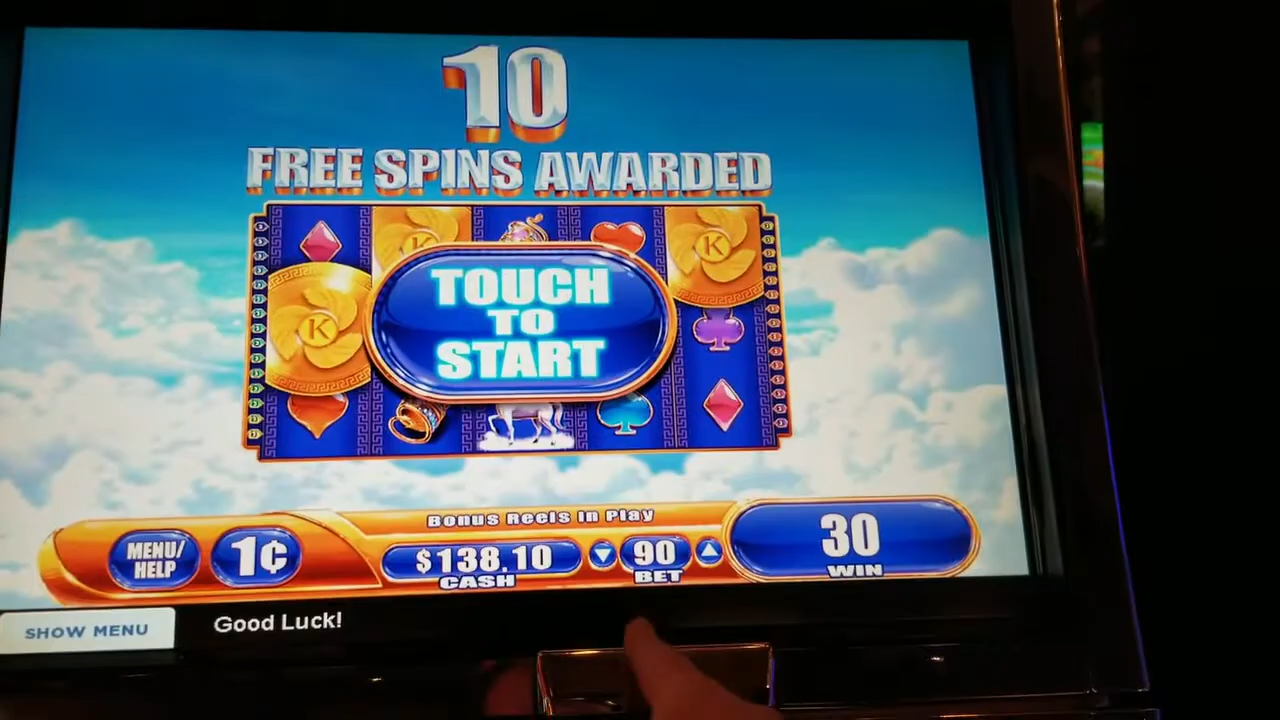 10
FREE SPINS AWARDED
K
K
K
TOUCH
TO
START
Bonus Reels In Play
MENU/
HELP
1¢
$138.10
CASH
90
BET
30
WIN
SHOW MENU
Good Luck!